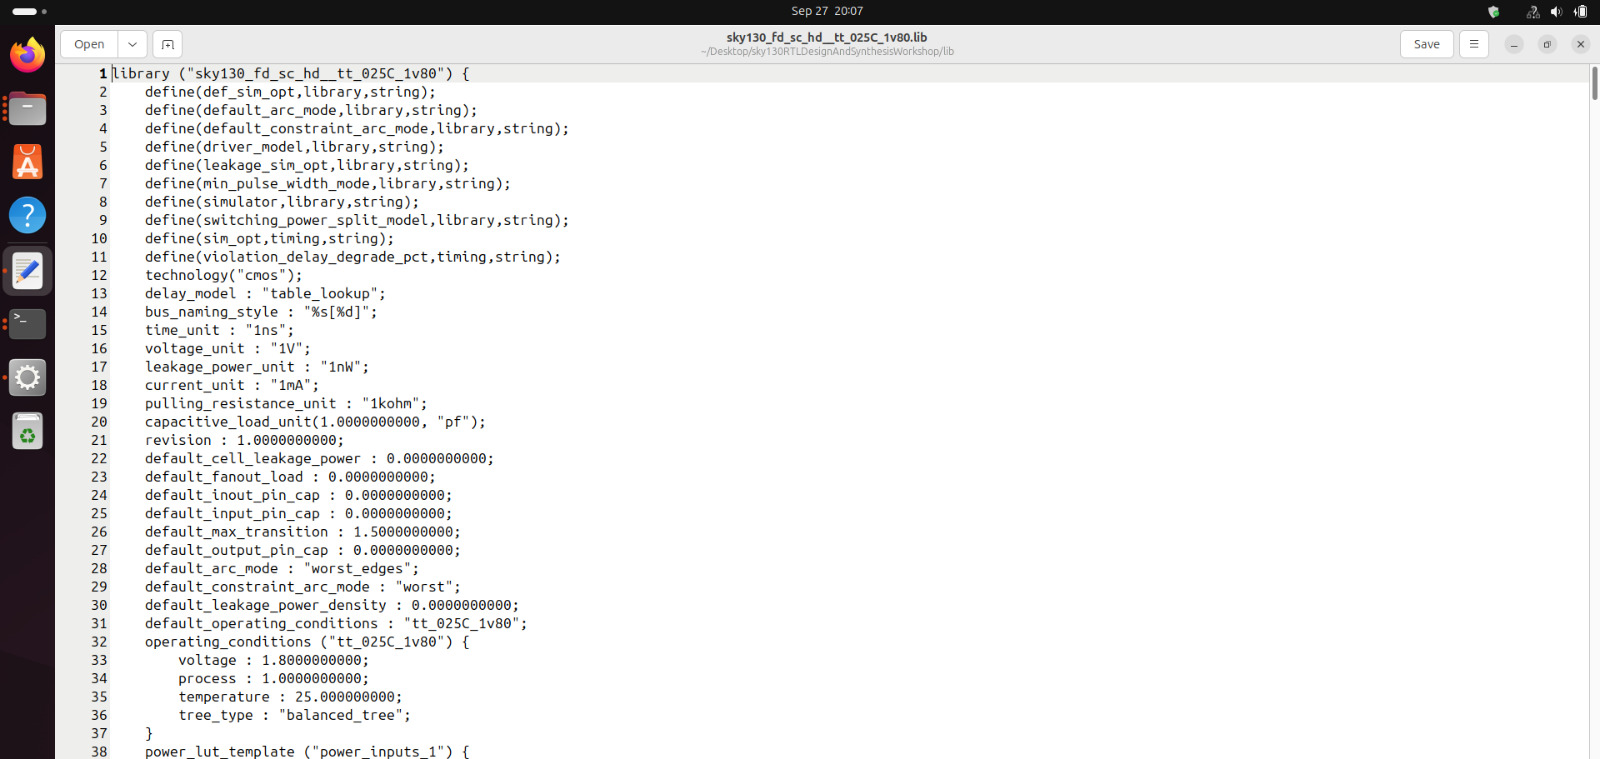 Sep 27 20:07
Open
sky130_fd_sc_hd__tt_025C_1v80.lib
~/Desktop/sky130RTLDesignAndSynthesisWorkshop/lib
Save
1 library ("sky130_fd_sc_hd__tt_025C_1v80") {
2 define(def_sim_opt,library,string);
3 define(default_arc_mode,library,string);
4 define(default_constraint_arc_mode,library,string);
5 define(driver_model,library,string);
6 define(leakage_sim_opt,library,string);
7 define(min_pulse_width_mode,library,string);
8 define(simulator,library,string);
9 define(switching_power_split_model,library,string);
10 define(sim_opt,timing,string);
11 define(violation_delay_degrade_pct,timing,string);
12 technology("cmos");
13 delay_model : "table_lookup";
14 bus_naming_style : "%s[%d]";
15 time_unit : "1ns";
16 voltage_unit : "1V";
17 leakage_power_unit : "1nW";
18 current_unit : "1mA";
19 pulling_resistance_unit : "1kohm";
20 capacitive_load_unit(1.0000000000, "pf");
21 revision : 1.0000000000;
22 default_cell_leakage_power : 0.0000000000;
23 default_fanout_load : 0.0000000000;
24 default_inout_pin_cap : 0.0000000000;
25 default_input_pin_cap : 0.0000000000;
26 default_max_transition : 1.5000000000;
27 default_output_pin_cap : 0.0000000000;
28 default_arc_mode : "worst_edges";
29 default_constraint_arc_mode : "worst";
30 default_leakage_power_density : 0.0000000000;
31 default_operating_conditions : "tt_025C_1v80";
32 operating_conditions ("tt_025C_1v80") {
33 voltage : 1.8000000000;
34 process : 1.0000000000;
35 temperature : 25.000000000;
36 tree_type : "balanced_tree";
37 }
38 power_lut_template ("power_inputs_1") {